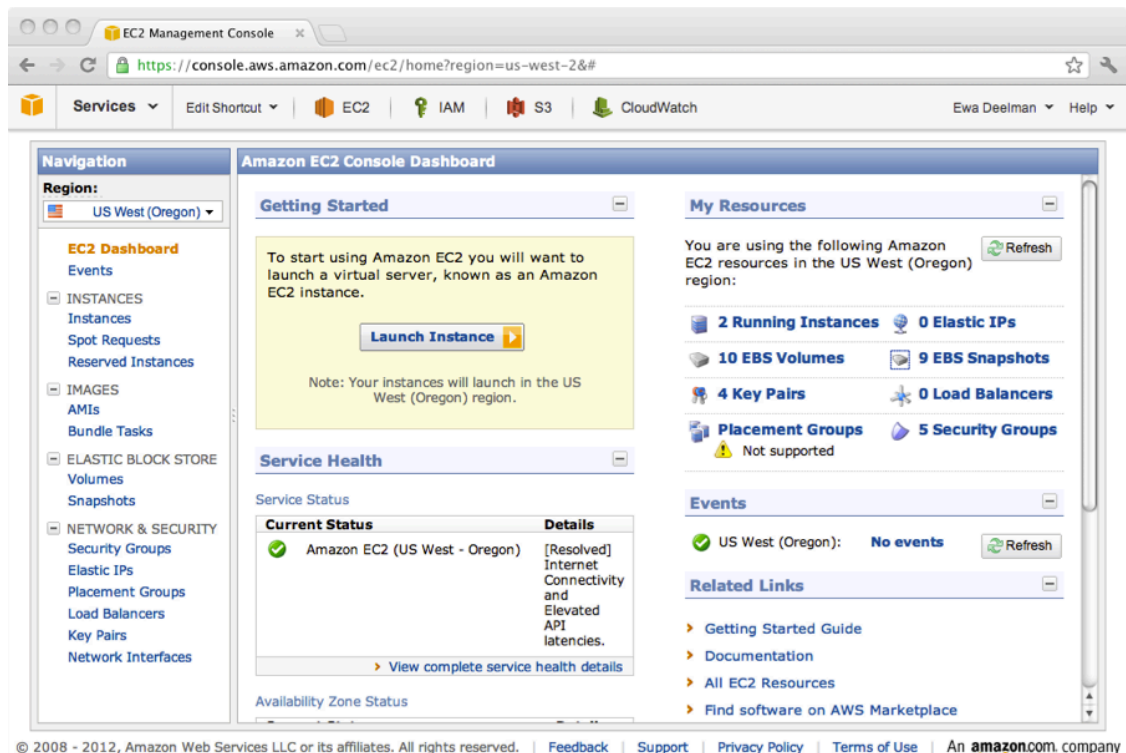 EC2 Management Console
https://console.aws.amazon.com/ec2/home?region=us-west-2&#
Services
Edit Shortcut
EC2
IAM
S3
CloudWatch
Ewa Deelman
Help
Navigation
Region:
US West (Oregon)
EC2 Dashboard
Events
INSTANCES
Instances
Spot Requests
Reserved Instances
IMAGES
AMIs
Bundle Tasks
ELASTIC BLOCK STORE
Volumes
Snapshots
NETWORK & SECURITY
Security Groups
Elastic IPs
Placement Groups
Load Balancers
Key Pairs
Network Interfaces
Amazon EC2 Console Dashboard
Getting Started
To start using Amazon EC2 you will want to
launch a virtual server, known as an Amazon
EC2 instance.
Launch Instance
Note: Your instances will launch in the US
West (Oregon) region.
Service Health
Service Status
Current Status Details
Amazon EC2 (US West - Oregon) [Resolved]
Internet
Connectivity
and
Elevated
API
latencies.
View complete service health details
Availability Zone Status
My Resources
You are using the following Amazon
EC2 resources in the US West (Oregon)
region:
Refresh
2 Running Instances 0 Elastic IPs
10 EBS Volumes 9 EBS Snapshots
4 Key Pairs 0 Load Balancers
Placement Groups 5 Security Groups
Not supported
Events
US West (Oregon): No events Refresh
Related Links
Getting Started Guide
Documentation
All EC2 Resources
Find software on AWS Marketplace
© 2008 - 2012, Amazon Web Services LLC or its affiliates. All rights reserved. | Feedback | Support | Privacy Policy | Terms of Use | An amazon.com. company